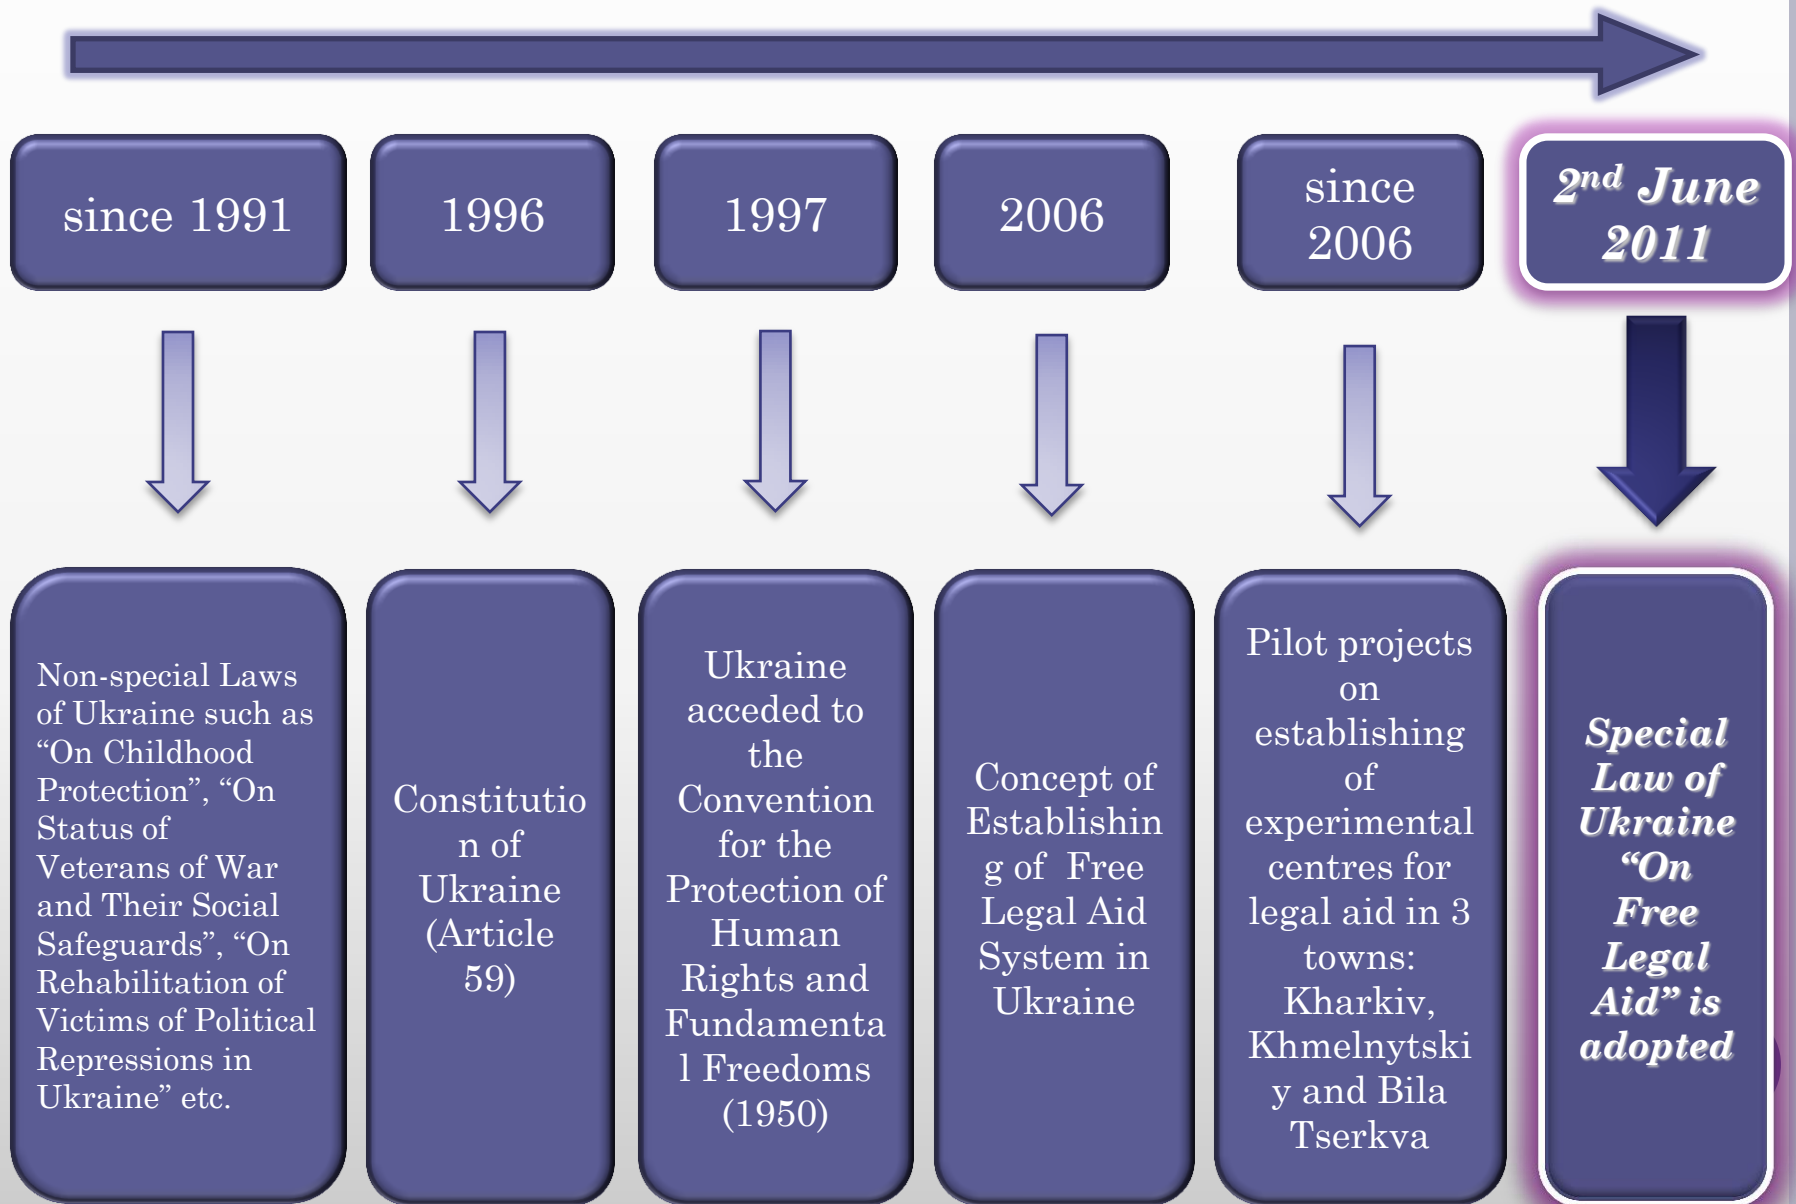 since 1991
1996
1997
2006
since
2006
2nd June
2011
Non-special Laws
of Ukraine such as
“On Childhood
Protection”, “On
Status of
Veterans of War
and Their Social
Safeguards”, “On
Rehabilitation of
Victims of Political
Repressions in
Ukraine” etc.
Constitutio
n of
Ukraine
(Article
59)
Ukraine
acceded to
the
Convention
for the
Protection of
Human
Rights and
Fundamenta
l Freedoms
(1950)
Concept of
Establishin
g of  Free
Legal Aid
System in
Ukraine
Pilot projects
on
establishing
of
experimental
centres for
legal aid in 3
towns:
Kharkiv,
Khmelnytski
y and Bila
Tserkva
Special
Law of
Ukraine
“On
Free
Legal
Aid” is
adopted